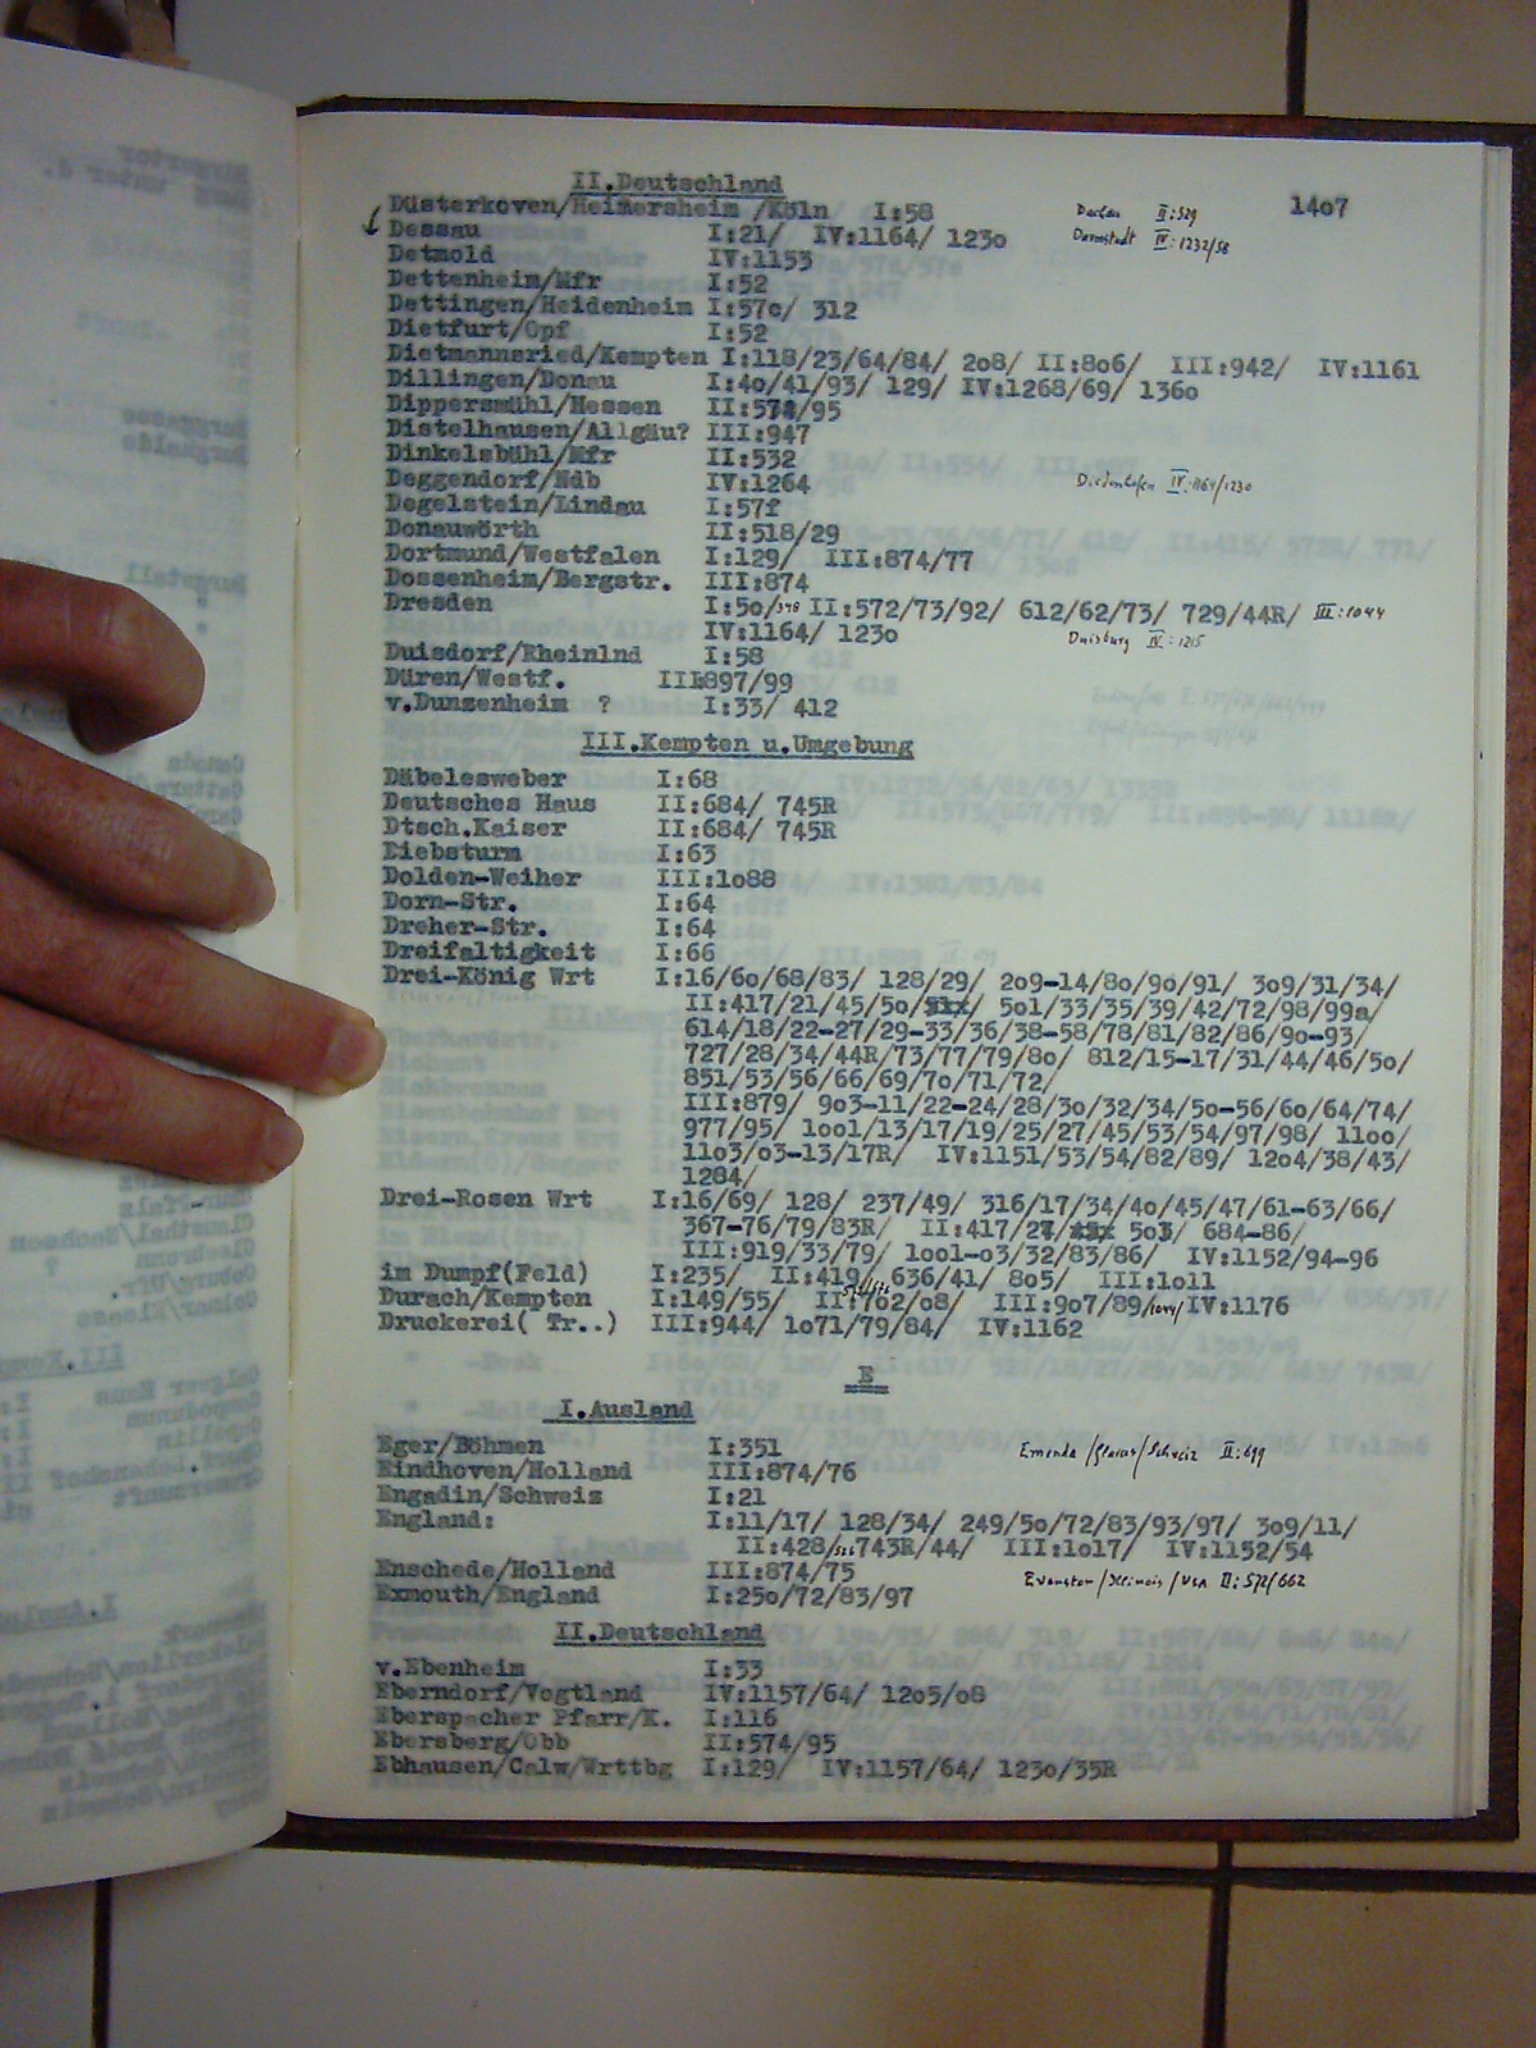 II.Deutschland
14o7
Düsterkoven/Heimersheim /Köln I:58
Dachau II:529
Dessau I:21/ IV:1164/ 123o
Darmstadt IV:1232/58
Detmold IV:1153
Dettenheim/Mfr I:52
Dettingen/Heidenheim I:57c/ 312
Dietfurt/Opf I:52
Dietmannsried/Kempten I:118/23/64/84/ 2o8/ II:8o6/ III:942/ IV:1161
Dillingen/Donau I:4o/41/93/ 129/ IV:1268/69/ 136o
Dippersmühl/Hessen II:574/95
Distelhausen/Allgäu? III:947
Dinkelsbühl/Mfr II:532
Deggendorf/Ndb IV:1264
Diedenhofen IV:1164/1230
Degelstein/Lindau I:57f
Donauwörth II:518/29
Dortmund/Westfalen I:129/ III:874/77
Dossenheim/Bergstr. III:874
Dresden I:5o/398 II:572/73/92/ 612/62/73/ 729/44R/ III:1044
IV:1164/ 123o
Duisburg IV:1215
Duisdorf/Rheinlnd I:58
Düren/Westf. III:897/99
v.Dunzenheim ? I:33/ 412
III.Kempten u.Umgebung
Däbelesweber I:68
Deutsches Haus II:684/ 745R
Dtsch.Kaiser II:684/ 745R
Diebsturm I:63
Dolden-Weiher III:1o88
Dorn-Str. I:64
Dreher-Str. I:64
Dreifaltigkeit I:66
Drei-König Wrt I:16/6o/68/83/ 128/29/ 2o9-14/8o/9o/91/ 3o9/31/34/
II:417/21/45/5o/51x/ 5o1/33/35/39/42/72/98/99a/
614/18/22-27/29-33/36/38-58/78/81/82/86/9o-93/
727/28/34/44R/73/77/79/8o/ 812/15-17/31/44/46/5o/
851/53/56/66/69/7o/71/72/
III:879/ 9o3-11/22-24/28/3o/32/34/5o-56/6o/64/74/
977/95/ 1oo1/13/17/19/25/27/45/53/54/97/98/ 11oo/
11o3/o3-13/17R/ IV:1151/53/54/82/89/ 12o4/38/43/
1284/
Drei-Rosen Wrt I:16/69/ 128/ 237/49/ 316/17/34/4o/45/47/61-63/66/
367-76/79/83R/ II:417/27/ 5o3/ 684-86/
III:919/33/79/ 1oo1-o3/32/83/86/ IV:1152/94-96
im Dumpf(Feld) I:235/ II:419/ 636/41/ 8o5/ III:1o11
Durach/Kempten I:149/55/ II:7o2/o8/ III:9o7/89/1044/ IV:1176
Druckerei( Tr..) III:944/ 1o71/79/84/ IV:1162
E
I.Ausland
Eger/Böhmen I:351
Emenda/Glarus/Schweiz II:699
Eindhoven/Holland III:874/76
Engadin/Schweiz I:21
England: I:11/17/ 128/34/ 249/5o/72/83/93/97/ 3o9/11/
II:428/526 743R/44/ III:1o17/ IV:1152/54
Enschede/Holland III:874/75
Evanston/Illinois/USA II:572/662
Exmouth/England I:25o/72/83/97
II.Deutschland
v.Ebenheim I:33
Eberndorf/Vogtland IV:1157/64/ 12o5/o8
Eberspacher Pfarr/K. I:116
Ebersberg/Obb II:574/95
Ebhausen/Calw/Wrttbg I:129/ IV:1157/64/ 123o/35R